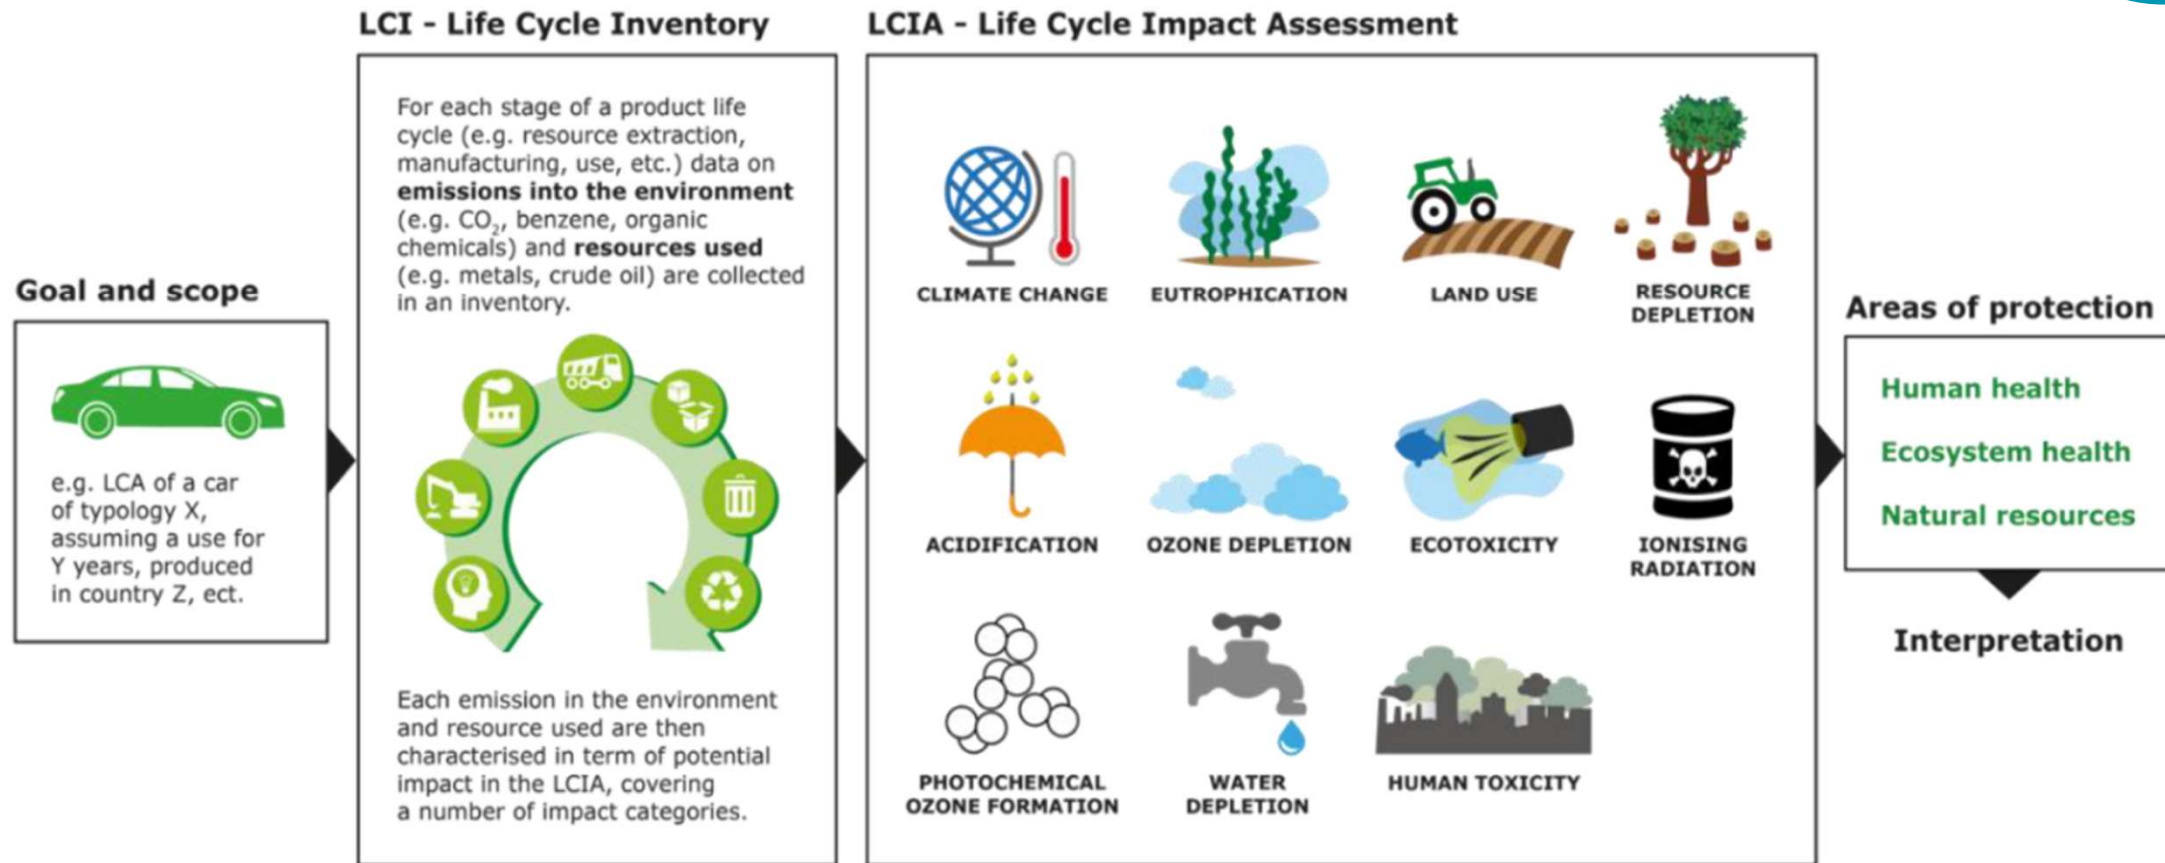 Goal and scope
e.g. LCA of a car
of typology X,
assuming a use for
Y years, produced
in country Z, ect.
LCI - Life Cycle Inventory
For each stage of a product life
cycle (e.g. resource extraction,
manufacturing, use, etc.) data on
emissions into the environment
(e.g. CO₂, benzene, organic
chemicals) and resources used
(e.g. metals, crude oil) are collected
in an inventory.
Each emission in the environment
and resource used are then
characterised in term of potential
impact in the LCIA, covering
a number of impact categories.
LCIA - Life Cycle Impact Assessment
CLIMATE CHANGE
EUTROPHICATION
LAND USE
RESOURCE
DEPLETION
ACIDIFICATION
OZONE DEPLETION
ECOTOXICITY
IONISING
RADIATION
PHOTOCHEMICAL
OZONE FORMATION
WATER
DEPLETION
HUMAN TOXICITY
Areas of protection
Human health
Ecosystem health
Natural resources
Interpretation